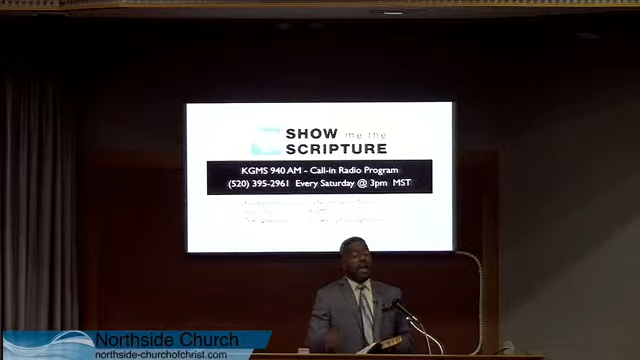 SHOW me the
SCRIPTURE
KGMS 940 AM - Call-in Radio Program
(520) 395-2961 Every Saturday @ 3pm MST
Northside Church
northside-churchofchrist.com